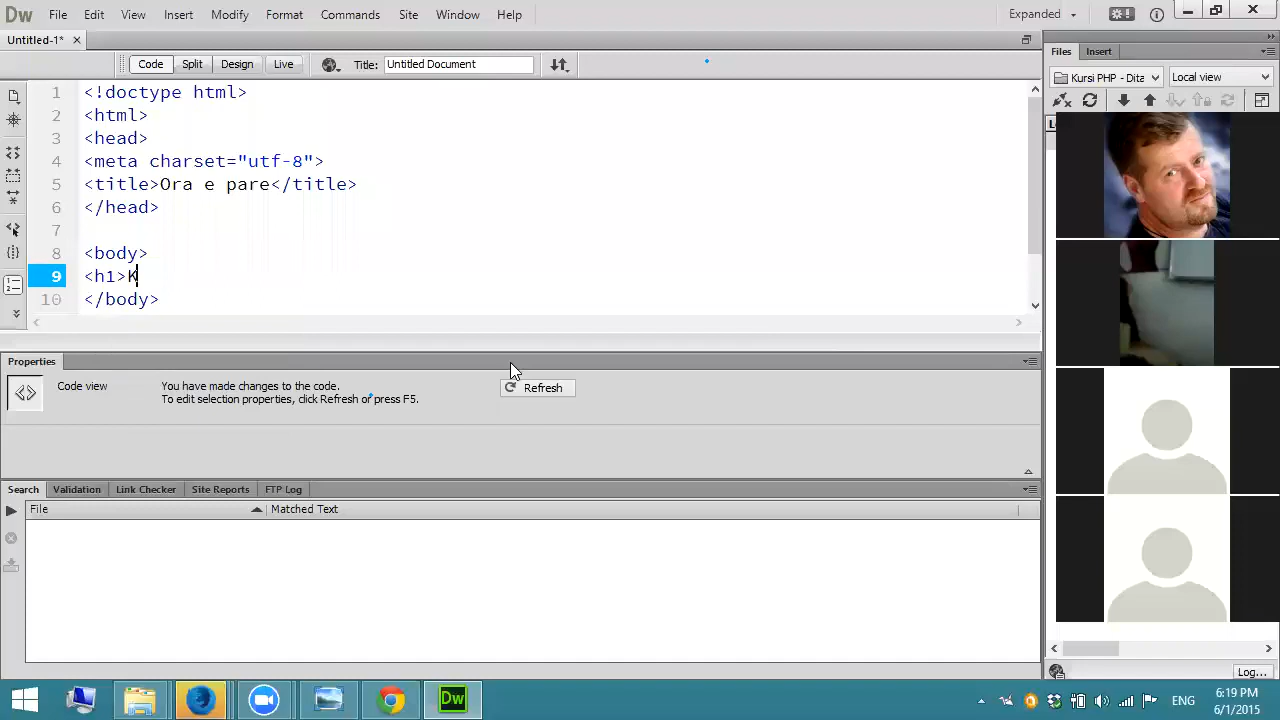 Dw File Edit View Insert Modify Format Commands Site Window Help Expanded
Untitled-1* ×
Code Split Design Live Title: Untitled Document
Files Insert
Kursi PHP - Dita Local view
1 <!doctype html>
2 <html>
3 <head>
4 <meta charset="utf-8">
5 <title>Ora e pare</title>
6 </head>
7
8 <body>
9 <h1>K
10 </body>
Properties
Code view You have made changes to the code. Refresh
To edit selection properties, click Refresh or press F5.
Search Validation Link Checker Site Reports FTP Log
File Matched Text
Log...
Dw ENG 6:19 PM
6/1/2015